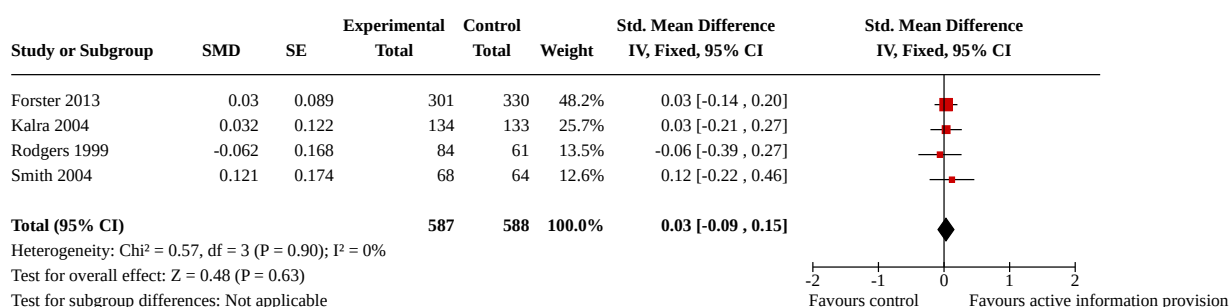 Experimental Control Std. Mean Difference Std. Mean Difference
Study or Subgroup SMD SE Total Total Weight IV, Fixed, 95% CI IV, Fixed, 95% CI
Forster 2013 0.03 0.089 301 330 48.2% 0.03 [-0.14 , 0.20]
Kalra 2004 0.032 0.122 134 133 25.7% 0.03 [-0.21 , 0.27]
Rodgers 1999 -0.062 0.168 84 61 13.5% -0.06 [-0.39 , 0.27]
Smith 2004 0.121 0.174 68 64 12.6% 0.12 [-0.22 , 0.46]
Total (95% CI) 587 588 100.0% 0.03 [-0.09 , 0.15]
Heterogeneity: Chi² = 0.57, df = 3 (P = 0.90); I² = 0%
Test for overall effect: Z = 0.48 (P = 0.63) -2 -1 0 1 2
Test for subgroup differences: Not applicable Favours control Favours active information provision